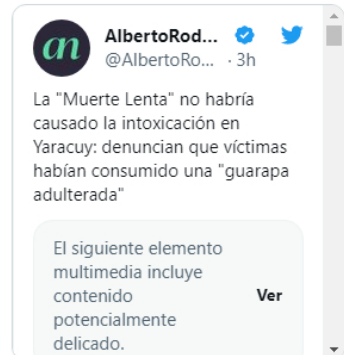 an
AlbertoRod...
@AlbertoRo... · 3h
La "Muerte Lenta" no habría
causado la intoxicación en
Yaracuy: denuncian que víctimas
habían consumido una "guarapa
adulterada"
El siguiente elemento
multimedia incluye
contenido
potencialmente
delicado.
Ver